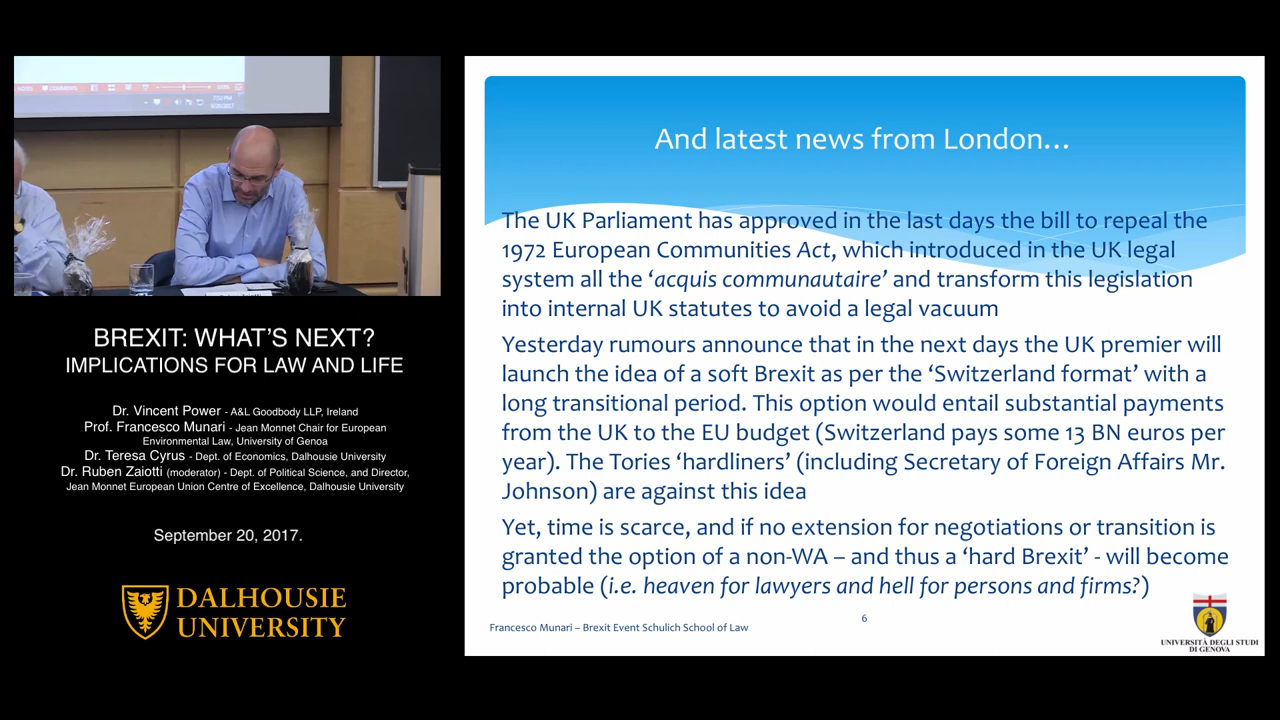 BREXIT: WHAT'S NEXT?
IMPLICATIONS FOR LAW AND LIFE
Dr. Vincent Power - A&L Goodbody LLP, Ireland
Prof. Francesco Munari - Jean Monnet Chair for European
Environmental Law, University of Genoa
Dr. Teresa Cyrus - Dept. of Economics, Dalhousie University
Dr. Ruben Zaiotti (moderator) - Dept. of Political Science, and Director,
Jean Monnet European Union Centre of Excellence, Dalhousie University
September 20, 2017.
DALHOUSIE
UNIVERSITY
And latest news from London...
The UK Parliament has approved in the last days the bill to repeal the
1972 European Communities Act, which introduced in the UK legal
system all the ‘acquis communautaire’ and transform this legislation
into internal UK statutes to avoid a legal vacuum
Yesterday rumours announce that in the next days the UK premier will
launch the idea of a soft Brexit as per the ‘Switzerland format’ with a
long transitional period. This option would entail substantial payments
from the UK to the EU budget (Switzerland pays some 13 BN euros per
year). The Tories ‘hardliners’ (including Secretary of Foreign Affairs Mr.
Johnson) are against this idea
Yet, time is scarce, and if no extension for negotiations or transition is
granted the option of a non-WA – and thus a ‘hard Brexit’ - will become
probable (i.e. heaven for lawyers and hell for persons and firms?)
Francesco Munari – Brexit Event Schulich School of Law
6
UNIVERSITÀ DEGLI STUDI
DI GENOVA